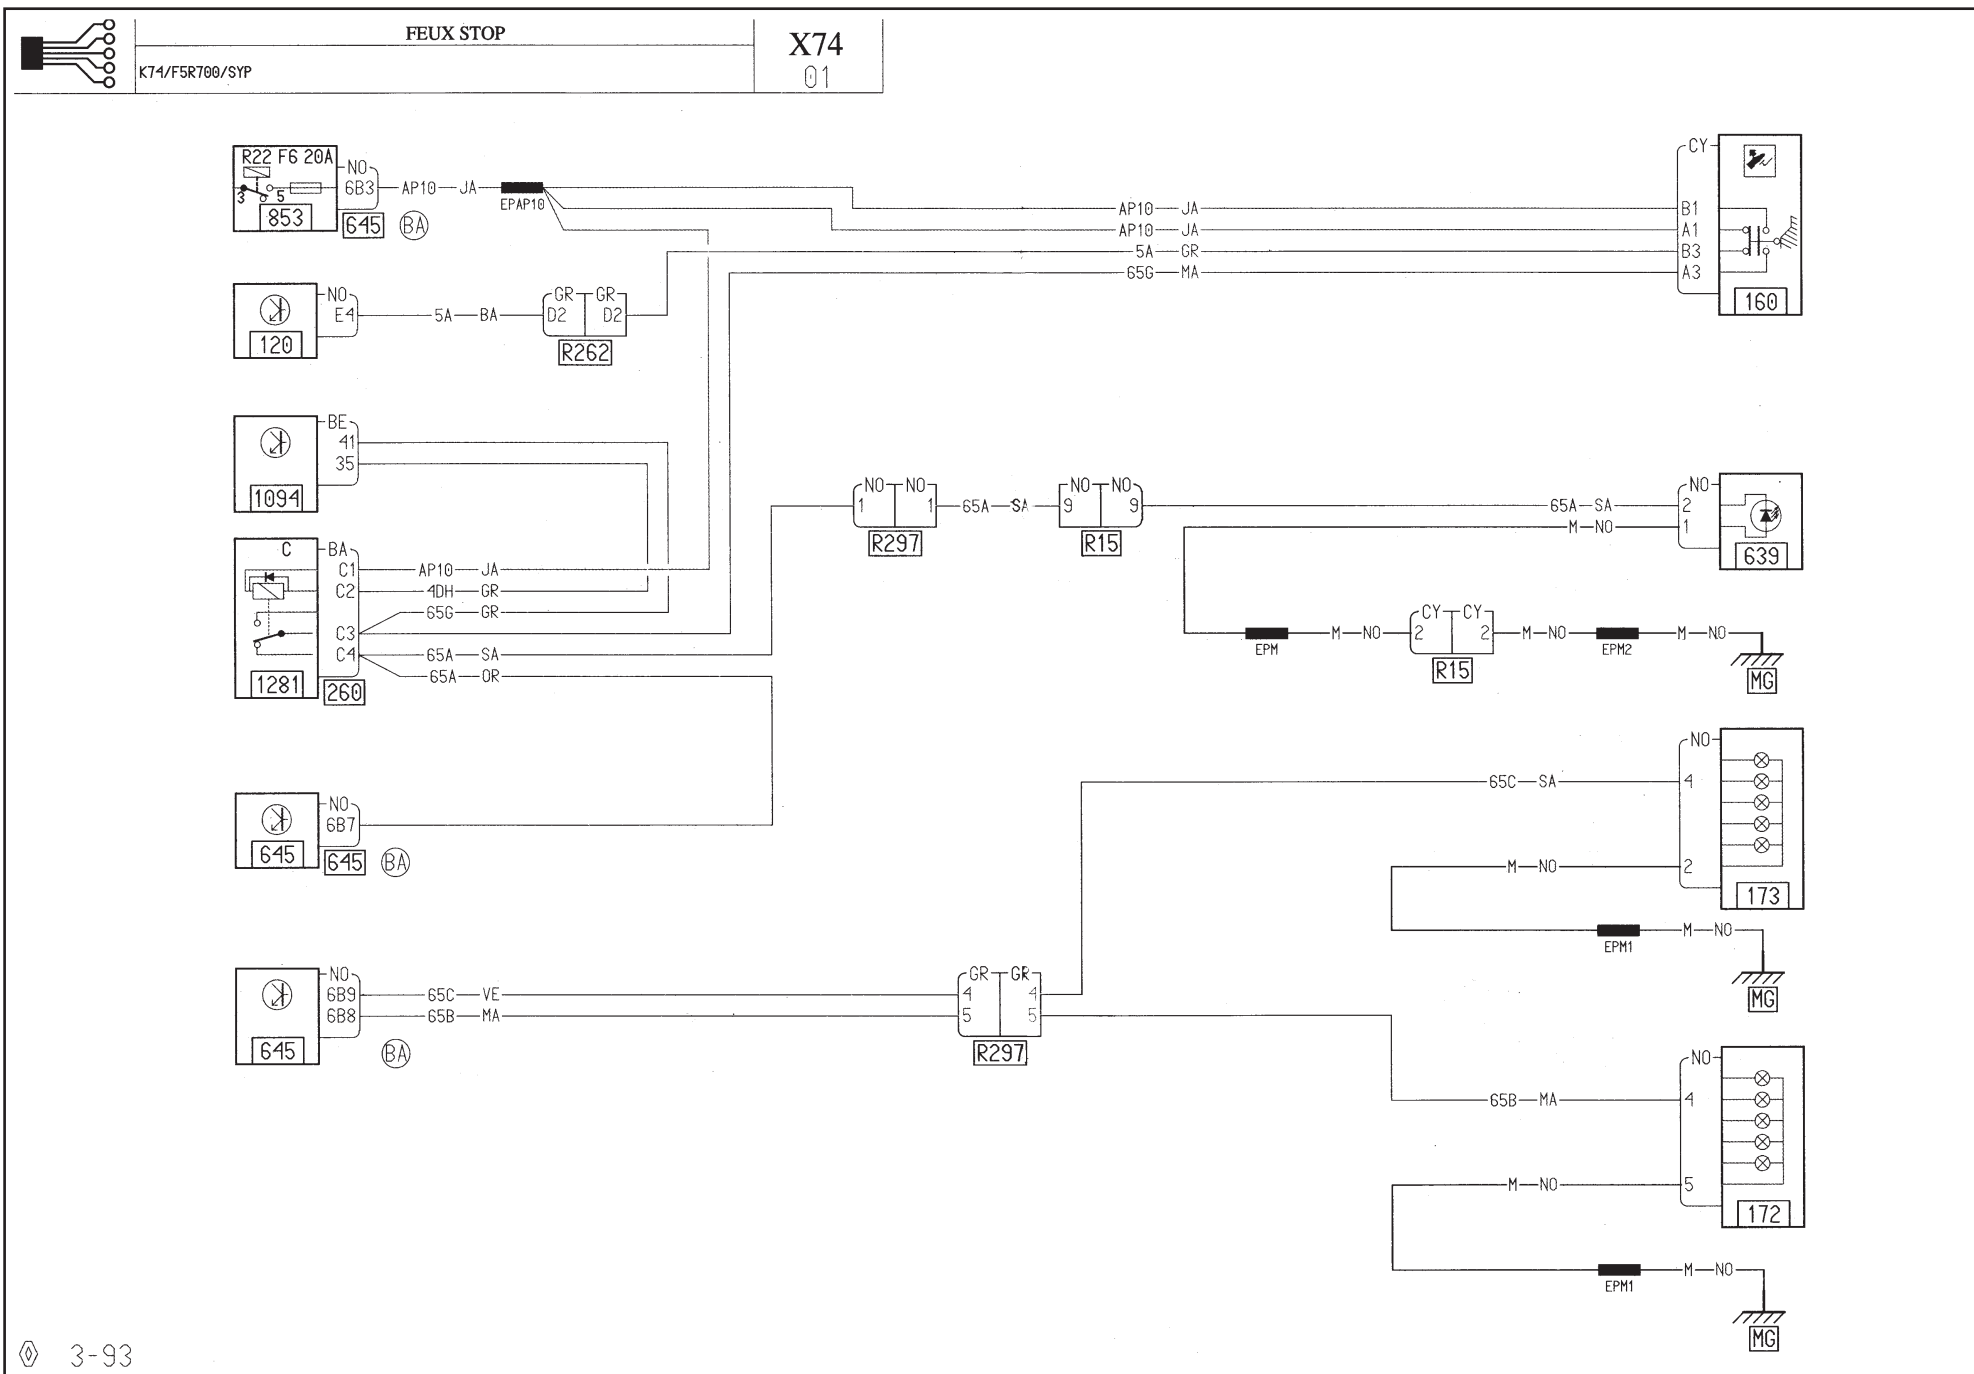 FEUX STOP
K74/F5R700/SYP
X74
01
R22 F6 20A
3 5
853
NO
6B3
645
BA
AP10 JA
EPAP10
AP10 JA
AP10 JA
5A GR
65G MA
CY
B1
A1
B3
A3
160
120
NO
E4
5A BA
GR GR
D2 D2
R262
1094
BE
41
35
C
1281
BA
C1
C2
C3
C4
260
AP10 JA
4DH GR
65G GR
65A SA
65A OR
NO NO
1 1
R297
65A SA
NO NO
9 9
R15
65A SA
M NO
NO
2
1
639
EPM
M NO
CY CY
2 2
R15
M NO
EPM2
M NO
MG
645
NO
6B7
645
BA
65C SA
NO
4
2
173
M NO
EPM1
M NO
MG
645
NO
6B9
6B8
BA
65C VE
65B MA
GR GR
4 4
5 5
R297
65B MA
NO
4
5
172
M NO
EPM1
M NO
MG
3-93